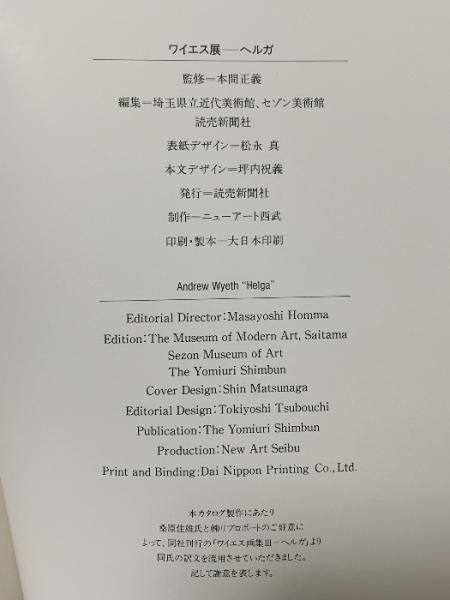 ワイエス展──ヘルガ
監修＝本間正義
編集＝埼玉県立近代美術館、セゾン美術館
読売新聞社
表紙デザイン＝松永 真
本文デザイン＝坪内祝義
発行＝読売新聞社
制作＝ニューアート西武
印刷・製本＝大日本印刷
Andrew Wyeth “Helga”
Editorial Director:Masayoshi Homma
Edition:The Museum of Modern Art, Saitama
Sezon Museum of Art
The Yomiuri Shimbun
Cover Design:Shin Matsunaga
Editorial Design:Tokiyoshi Tsubouchi
Publication:The Yomiuri Shimbun
Production:New Art Seibu
Print and Binding:Dai Nippon Printing Co.,Ltd.
本カタログ製作にあたり
桑原住雄氏と㈱リブロポートのご好意に
よって、同社刊行の「ワイエス画集III－ヘルガ」より
同氏の訳文を流用させていただきました。
記して謝意を表します。